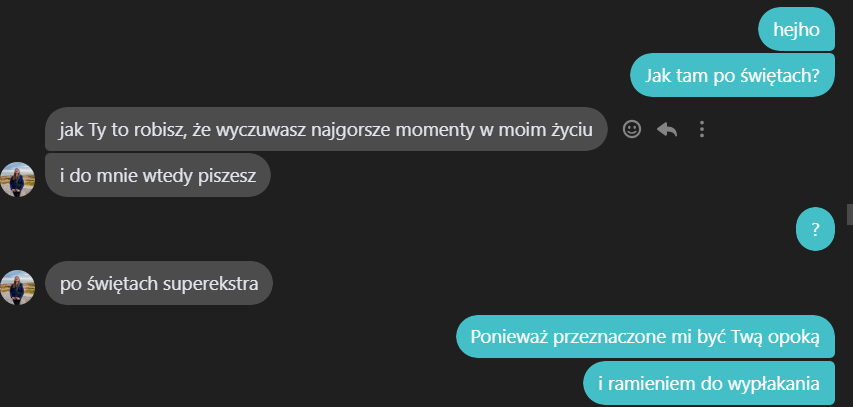 hejho
Jak tam po świętach?
jak Ty to robisz, że wyczuwasz najgorsze momenty w moim życiu
i do mnie wtedy piszesz
?
po świętach superekstra
Ponieważ przeznaczone mi być Twą opoką
i ramieniem do wypłakania